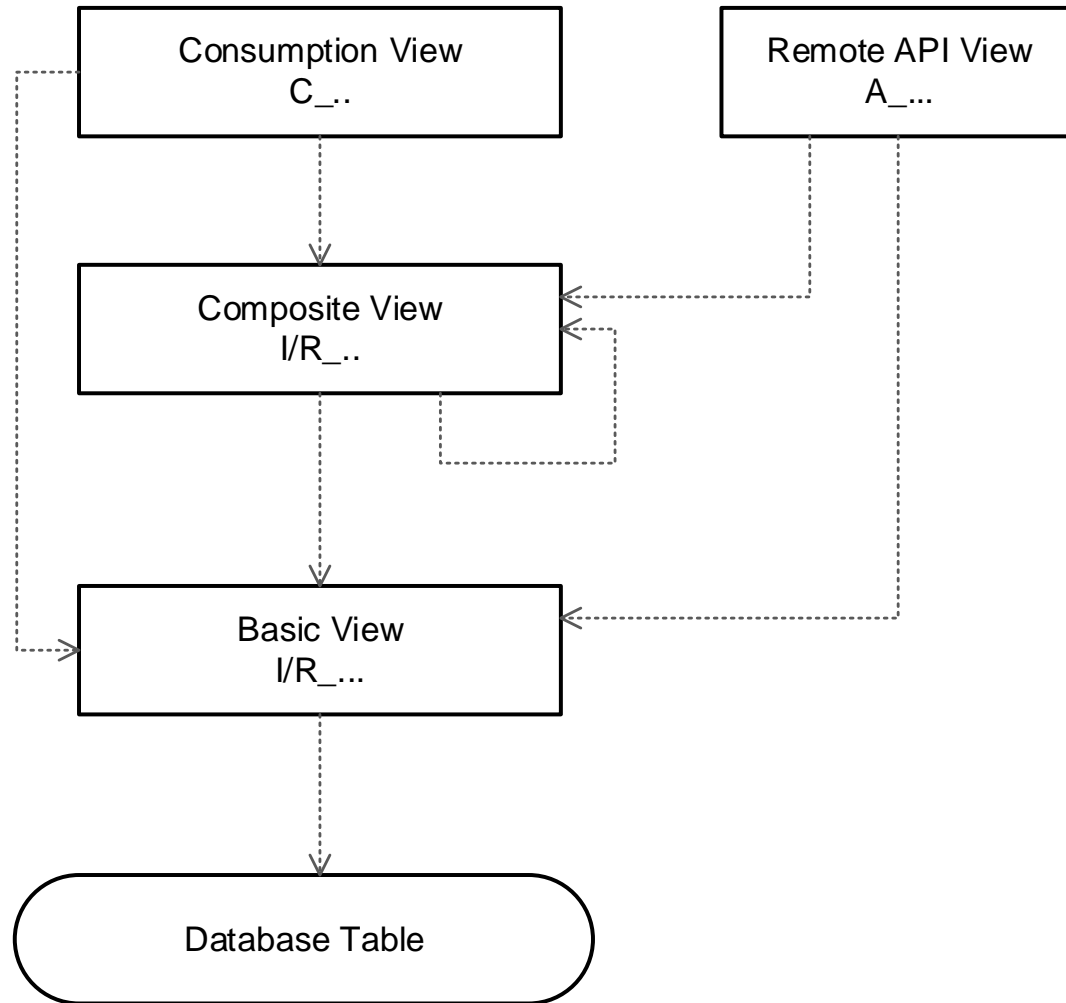 Consumption View
C_..
Remote API View
A_...
Composite View
I/R_..
Basic View
I/R_...
Database Table